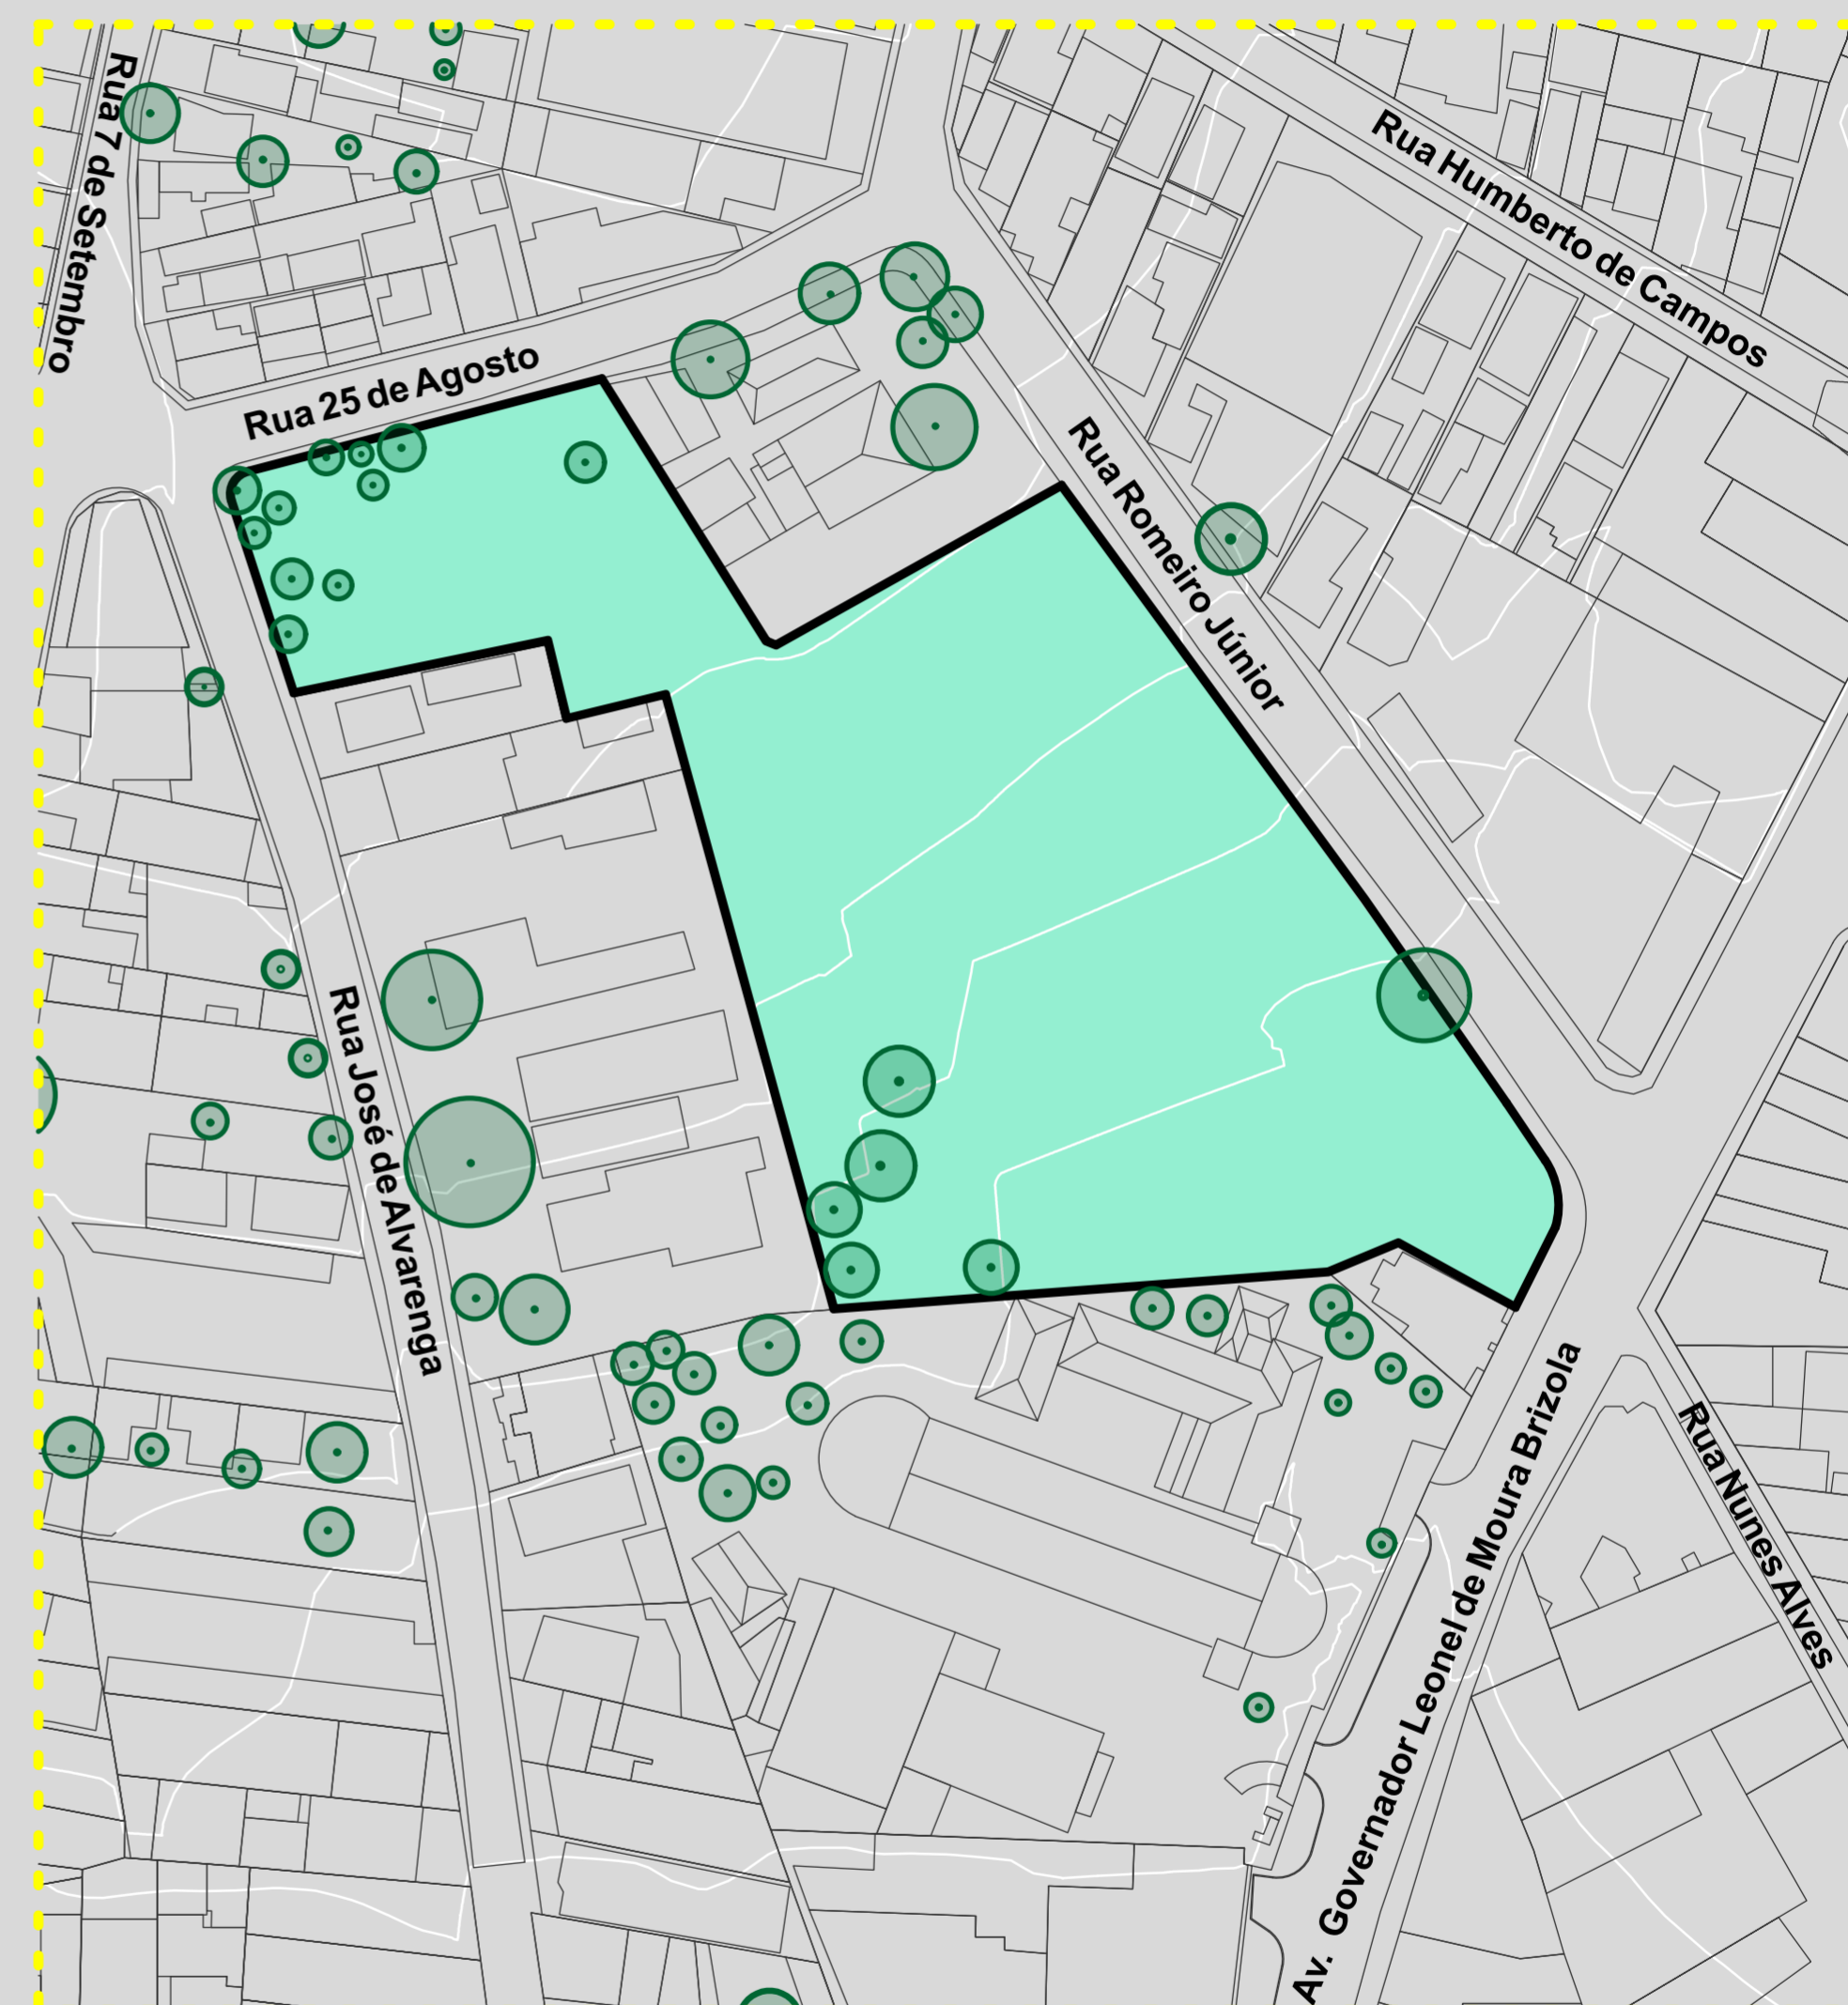 Rua 7 de Setembro
Rua Humberto de Campos
Rua 25 de Agosto
Rua Romeiro Júnior
Rua José de Alvarenga
Av. Governador Leonel de Moura Brizola
Rua Nunes Alves